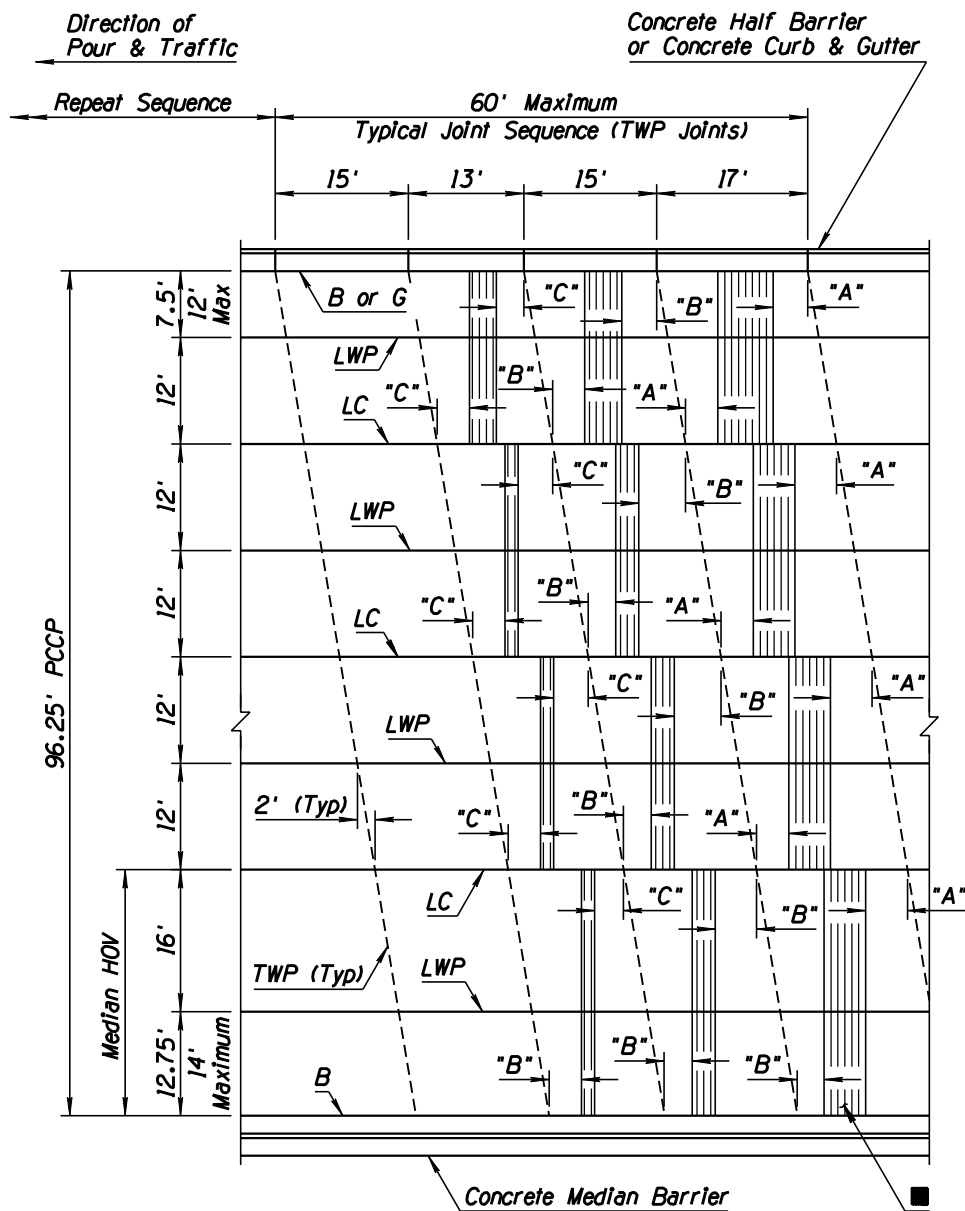 Direction of
Pour & Traffic
Concrete Half Barrier
or Concrete Curb & Gutter
Repeat Sequence
60' Maximum
Typical Joint Sequence (TWP Joints)
15'
13'
15'
17'
7.5'
12'
Max
B or G
"C"
"B"
"A"
LWP
12'
"C"
"B"
"A"
LC
12'
"C"
"B"
"A"
LWP
12'
"C"
"B"
"A"
LC
96.25' PCCP
12'
"C"
"B"
"A"
LWP
12'
2' (Typ)
"C"
"B"
"A"
LC
"C"
"B"
"A"
Median HOV
16'
TWP (Typ)
LWP
12.75'
14'
Maximum
"B"
"B"
"B"
B
Concrete Median Barrier